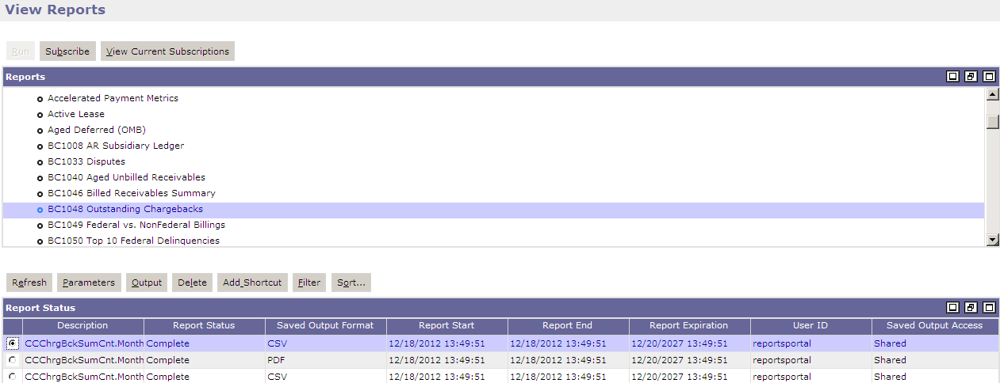 View Reports
Run Subscribe View Current Subscriptions
Reports
Accelerated Payment Metrics
Active Lease
Aged Deferred (OMB)
BC1008 AR Subsidiary Ledger
BC1033 Disputes
BC1040 Aged Unbilled Receivables
BC1046 Billed Receivables Summary
BC1048 Outstanding Chargebacks
BC1049 Federal vs. NonFederal Billings
BC1050 Top 10 Federal Delinquencies
Refresh Parameters Output Delete Add Shortcut Filter Sort...
Report Status
Description Report Status Saved Output Format Report Start Report End Report Expiration User ID Saved Output Access
CCChrgBckSumCnt.Month Complete CSV 12/18/2012 13:49:51 12/18/2012 13:49:51 12/20/2027 13:49:51 reportsportal Shared
CCChrgBckSumCnt.Month Complete PDF 12/18/2012 13:49:51 12/18/2012 13:49:51 12/20/2027 13:49:51 reportsportal Shared
CCChrgBckSumCnt.Month Complete CSV 12/18/2012 13:49:51 12/18/2012 13:49:51 12/20/2027 13:49:51 reportsportal Shared